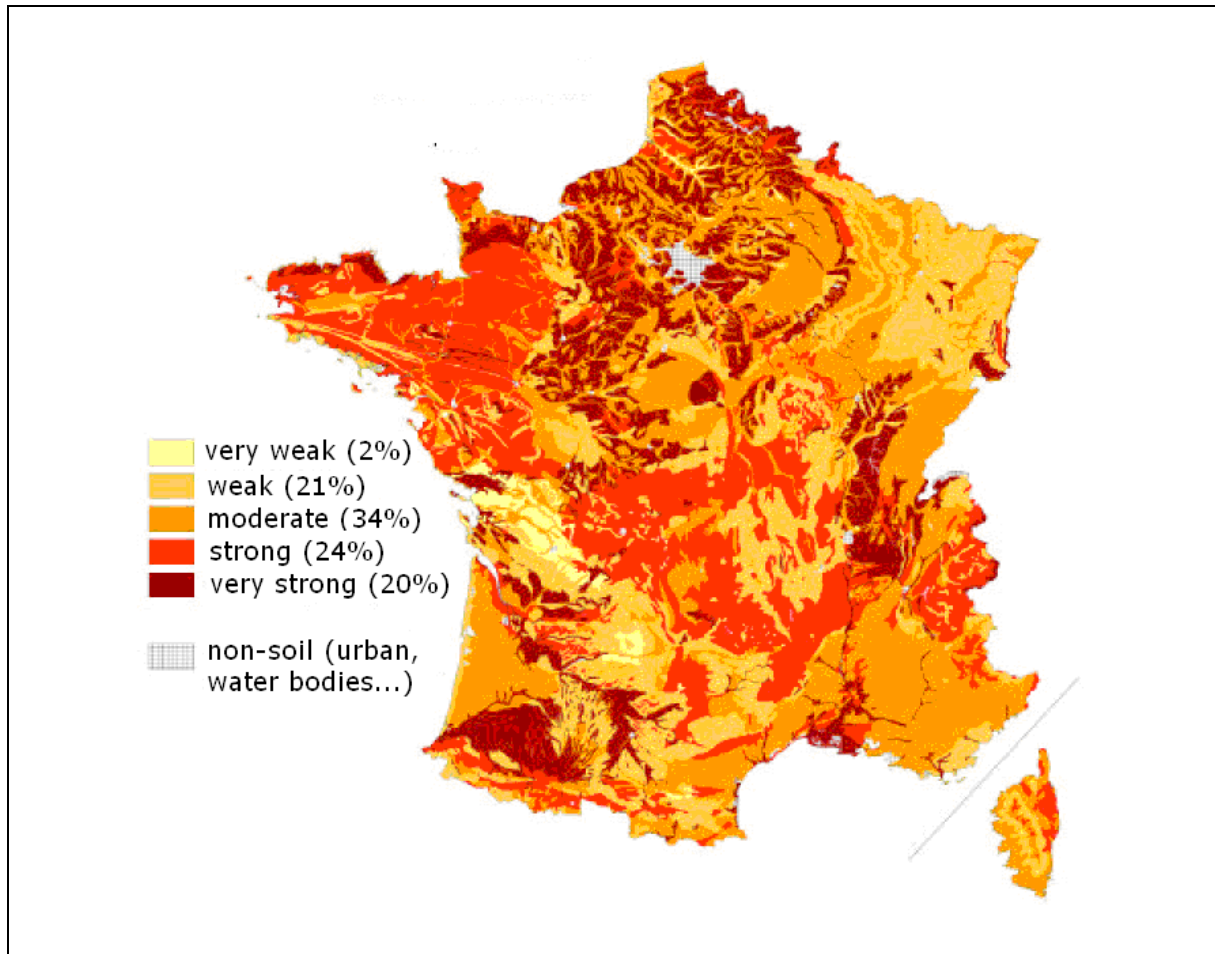 very weak (2%)
weak (21%)
moderate (34%)
strong (24%)
very strong (20%)
non-soil (urban,
water bodies...)